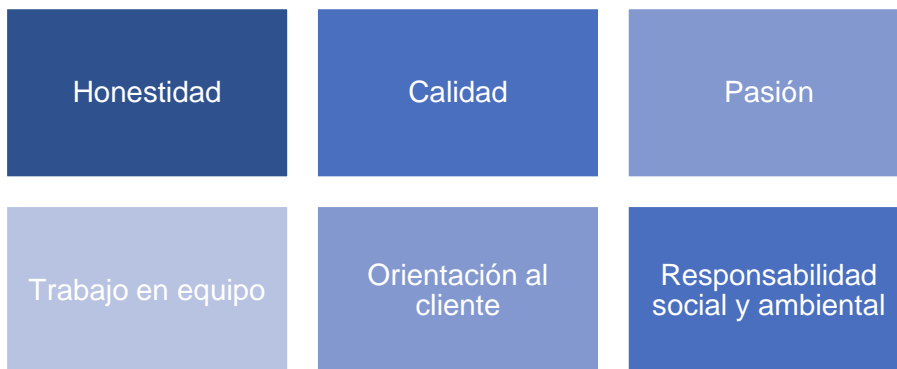 Honestidad
Calidad
Pasión
Trabajo en equipo
Orientación al
cliente
Responsabilidad
social y ambiental